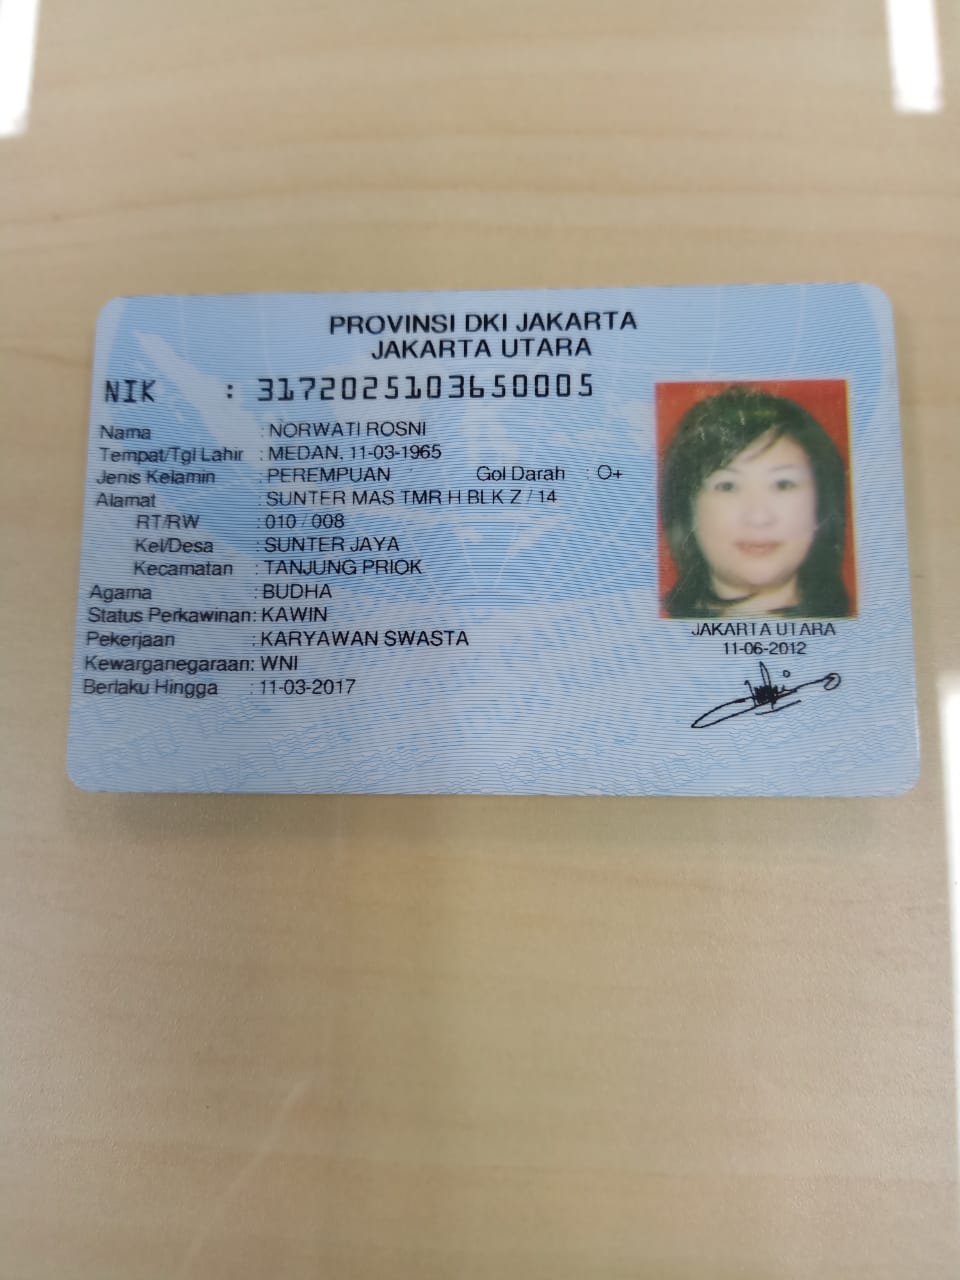 PROVINSI DKI JAKARTA
JAKARTA UTARA
NIK : 3172025103650005
Nama : NORWATI ROSNI
Tempat/Tgl Lahir : MEDAN, 11-03-1965
Jenis Kelamin : PEREMPUAN Gol Darah : O+
Alamat : SUNTER MAS TMR H BLK Z / 14
RT/RW : 010 / 008
Kel/Desa : SUNTER JAYA
Kecamatan : TANJUNG PRIOK
Agama : BUDHA
Status Perkawinan: KAWIN
Pekerjaan : KARYAWAN SWASTA
Kewarganegaraan: WNI
Berlaku Hingga : 11-03-2017
JAKARTA UTARA
11-06-2012